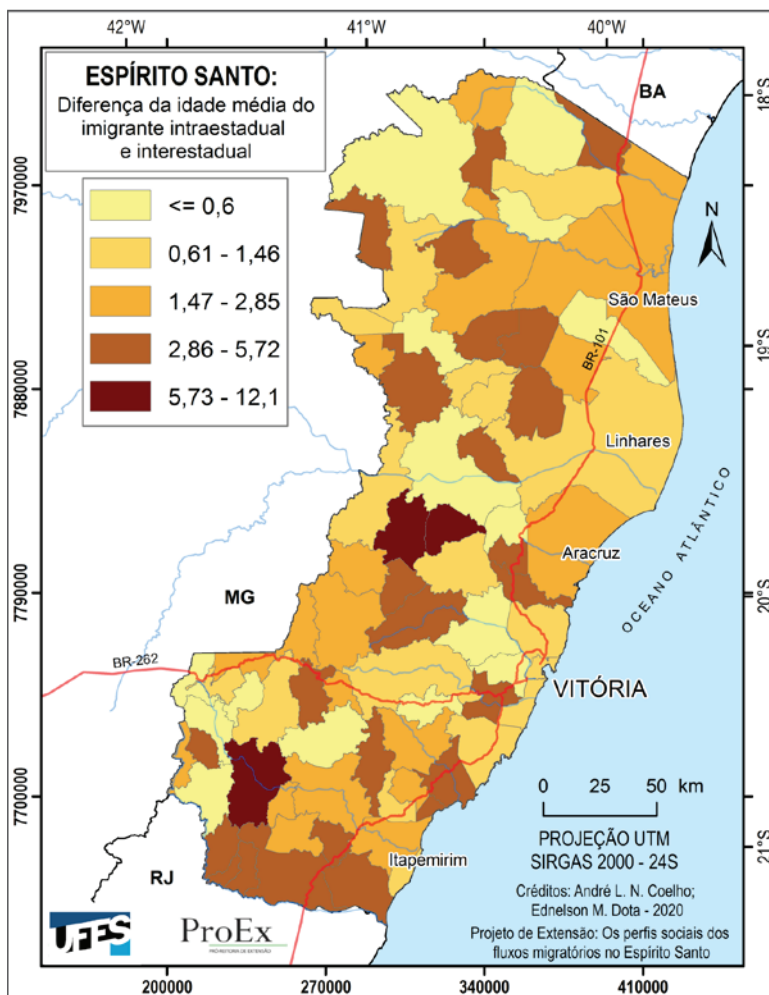 42°W 41°W 40°W
ESPÍRITO SANTO:
Diferença da idade média do
imigrante intraestadual
e interestadual
<= 0,6
0,61 - 1,46
1,47 - 2,85
2,86 - 5,72
5,73 - 12,1
BA
18°S
7970000
N
São Mateus
19°S
BR-101
7880000
Linhares
OCEANO ATLÂNTICO
Aracruz
MG
7790000
20°S
BR-262
VITÓRIA
0 25 50 km
7700000
PROJEÇÃO UTM
SIRGAS 2000 - 24S
21°S
Itapemirim
RJ
Créditos: André L. N. Coelho;
Ednelson M. Dota - 2020
Projeto de Extensão: Os perfis sociais dos
fluxos migratórios no Espírito Santo
UFES
ProEx
PRÓ-REITORIA DE EXTENSÃO
200000 270000 340000 410000